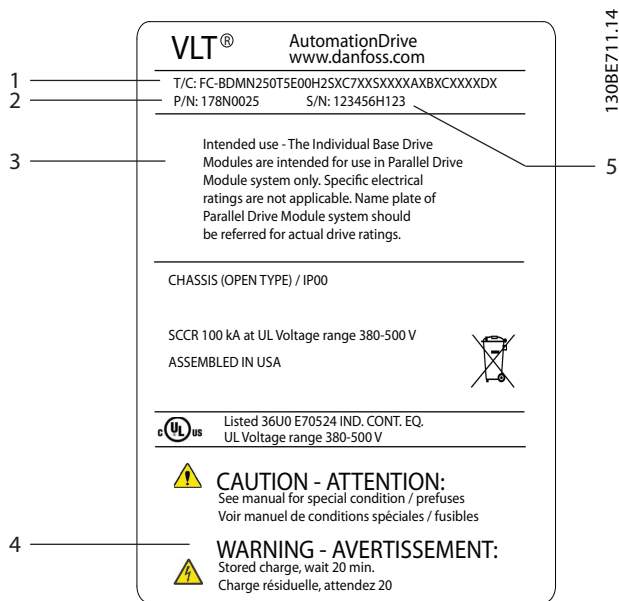 130BE711.14
VLT® AutomationDrive
www.danfoss.com
1 T/C: FC-BDMN250T5E00H2SXC7XXSXXXXAXBXCXXXXDX
2 P/N: 178N0025 S/N: 123456H123
3
5
Intended use - The Individual Base Drive
Modules are intended for use in Parallel Drive
Module system only. Specific electrical
ratings are not applicable. Name plate of
Parallel Drive Module system should
be referred for actual drive ratings.
CHASSIS (OPEN TYPE) / IP00
SCCR 100 kA at UL Voltage range 380-500 V
ASSEMBLED IN USA
c UL us Listed 36U0 E70524 IND. CONT. EQ.
UL Voltage range 380-500 V
CAUTION - ATTENTION:
See manual for special condition / prefuses
Voir manuel de conditions spéciales / fusibles
4 WARNING - AVERTISSEMENT:
Stored charge, wait 20 min.
Charge résiduelle, attendez 20